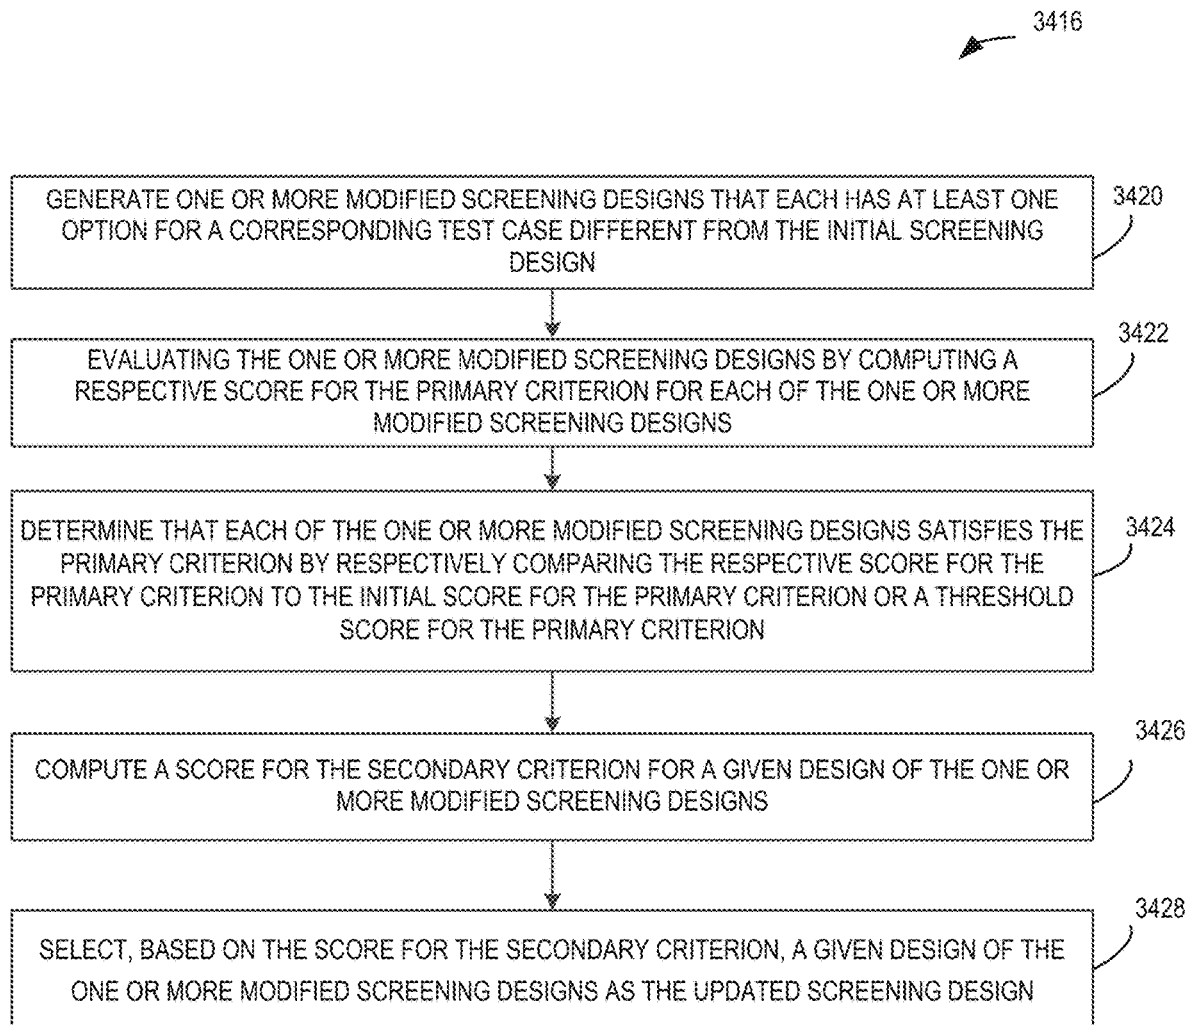 3416
GENERATE ONE OR MORE MODIFIED SCREENING DESIGNS THAT EACH HAS AT LEAST ONE
OPTION FOR A CORRESPONDING TEST CASE DIFFERENT FROM THE INITIAL SCREENING
DESIGN
3420
EVALUATING THE ONE OR MORE MODIFIED SCREENING DESIGNS BY COMPUTING A
RESPECTIVE SCORE FOR THE PRIMARY CRITERION FOR EACH OF THE ONE OR MORE
MODIFIED SCREENING DESIGNS
3422
DETERMINE THAT EACH OF THE ONE OR MORE MODIFIED SCREENING DESIGNS SATISFIES THE
PRIMARY CRITERION BY RESPECTIVELY COMPARING THE RESPECTIVE SCORE FOR THE
PRIMARY CRITERION TO THE INITIAL SCORE FOR THE PRIMARY CRITERION OR A THRESHOLD
SCORE FOR THE PRIMARY CRITERION
3424
COMPUTE A SCORE FOR THE SECONDARY CRITERION FOR A GIVEN DESIGN OF THE ONE OR
MORE MODIFIED SCREENING DESIGNS
3426
SELECT, BASED ON THE SCORE FOR THE SECONDARY CRITERION, A GIVEN DESIGN OF THE
ONE OR MORE MODIFIED SCREENING DESIGNS AS THE UPDATED SCREENING DESIGN
3428